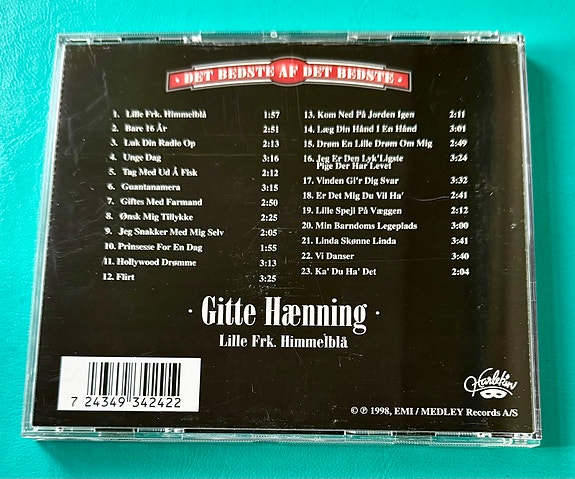 · DET BEDSTE AF DET BEDSTE ·
1. Lille Frk. Himmelblå 1:57
2. Bare 16 År 2:51
3. Luk Din Radio Op 2:13
4. Unge Dag 3:16
5. Tag Med Ud Å Fisk 2:12
6. Guantanamera 3:15
7. Giftes Med Farmand 2:50
8. Ønsk Mig Tillykke 2:25
9. Jeg Snakker Med Mig Selv 2:05
10. Prinsesse For En Dag 1:55
11. Hollywood Drømme 3:13
12. Flirt 3:25
13. Kom Ned På Jorden Igen 2:11
14. Læg Din Hånd I En Hånd 3:01
15. Drøm En Lille Drøm Om Mig 2:49
16. Jeg Er Den Lyk'Ligste 3:24
Pige Der Har Levet
17. Vinden Gi'r Dig Svar 3:32
18. Er Det Mig Du Vil Ha' 2:41
19. Lille Spejl På Væggen 2:12
20. Min Barndoms Legeplads 3:00
21. Linda Skønne Linda 3:41
22. Vi Danser 3:40
23. Ka' Du Ha' Det 2:04
· Gitte Hænning ·
Lille Frk. Himmelblå
7 24349 342422
Harlekin
© ℗ 1998, EMI / MEDLEY Records A/S